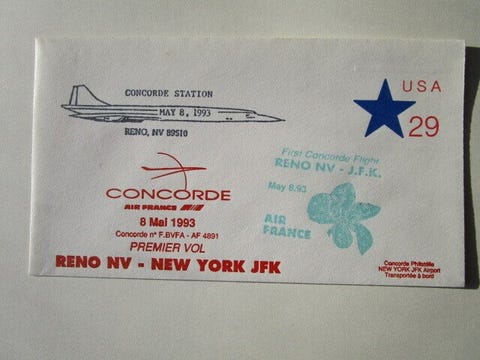 CONCORDE STATION
MAY 8, 1993
RENO, NV 89510
USA
29
CONCORDE
AIR FRANCE
8 Mai 1993
Concorde n° F.BVFA - AF 4891
PREMIER VOL
RENO NV - NEW YORK JFK
First Concorde Flight
RENO NV - J.F.K.
May 8.93
AIR
FRANCE
Concorde Philatélie
NEW YORK JFK Airport
Transportée à bord